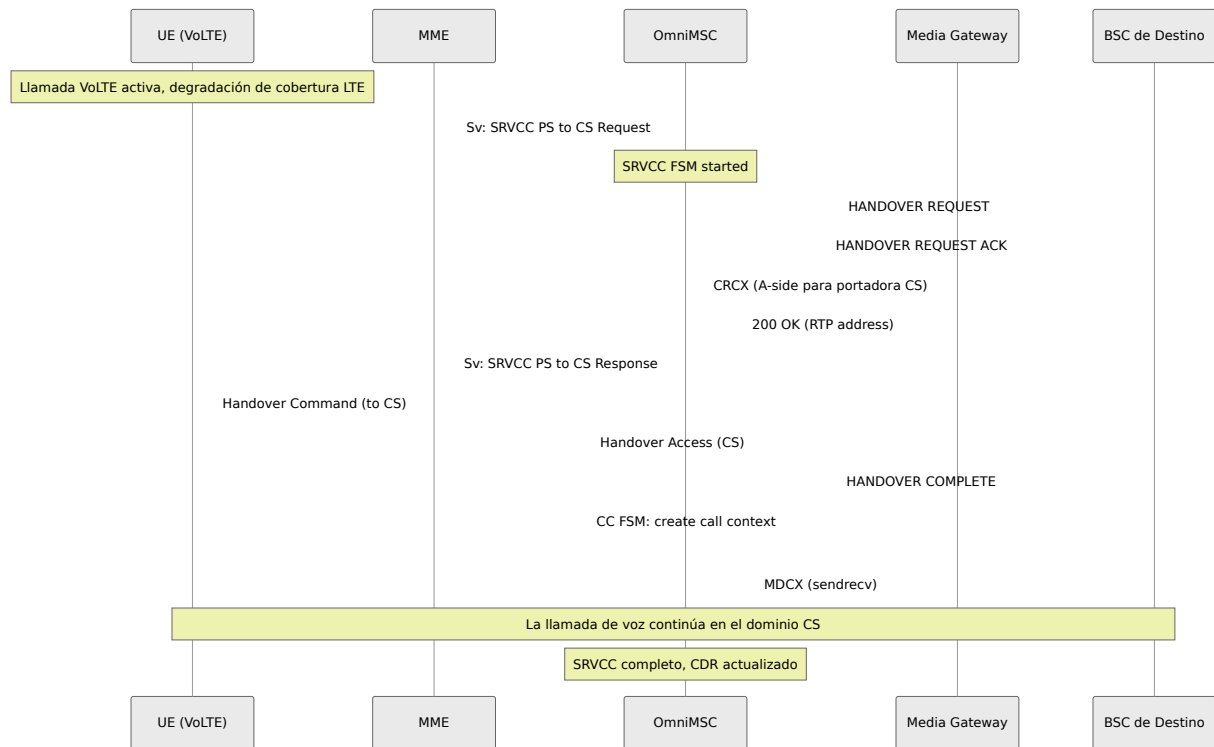 UE (VoLTE)
MME
OmniMSC
Media Gateway
BSC de Destino
Llamada VoLTE activa, degradación de cobertura LTE
Sv: SRVCC PS to CS Request
SRVCC FSM started
HANDOVER REQUEST
HANDOVER REQUEST ACK
CRCX (A-side para portadora CS)
200 OK (RTP address)
Sv: SRVCC PS to CS Response
Handover Command (to CS)
Handover Access (CS)
HANDOVER COMPLETE
CC FSM: create call context
MDCX (sendrecv)
La llamada de voz continúa en el dominio CS
SRVCC completo, CDR actualizado
UE (VoLTE)
MME
OmniMSC
Media Gateway
BSC de Destino